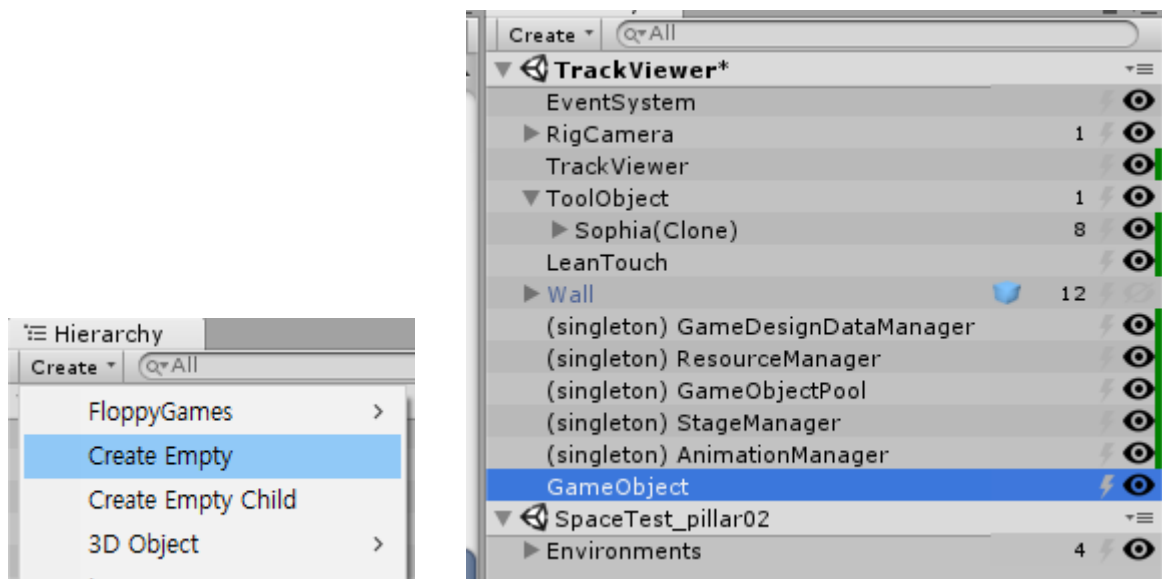 Hierarchy
Create All
FloppyGames
Create Empty
Create Empty Child
3D Object
Create All
TrackViewer*
EventSystem
RigCamera 1
TrackViewer
ToolObject 1
Sophia(Clone) 8
LeanTouch
Wall 12
(singleton) GameDesignDataManager
(singleton) ResourceManager
(singleton) GameObjectPool
(singleton) StageManager
(singleton) AnimationManager
GameObject
SpaceTest_pillar02
Environments 4